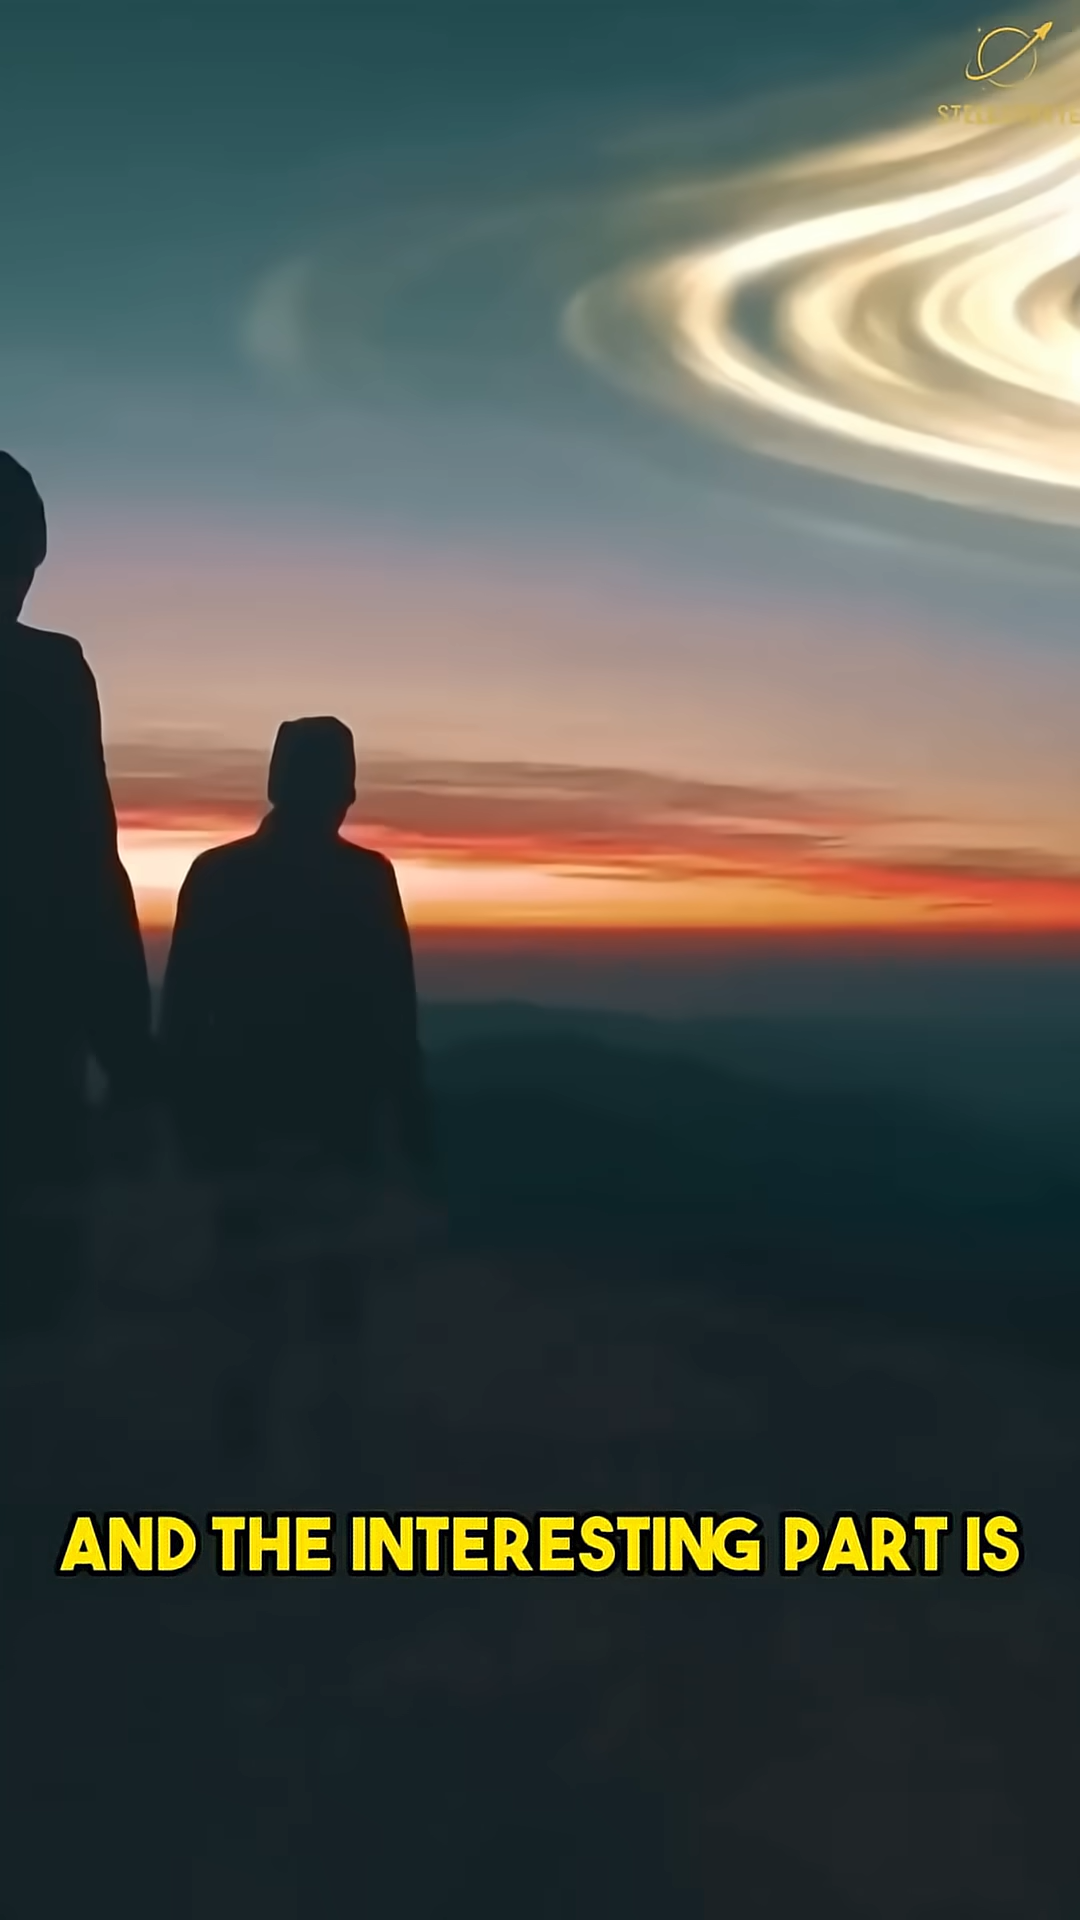 AND THE INTERESTING PART IS